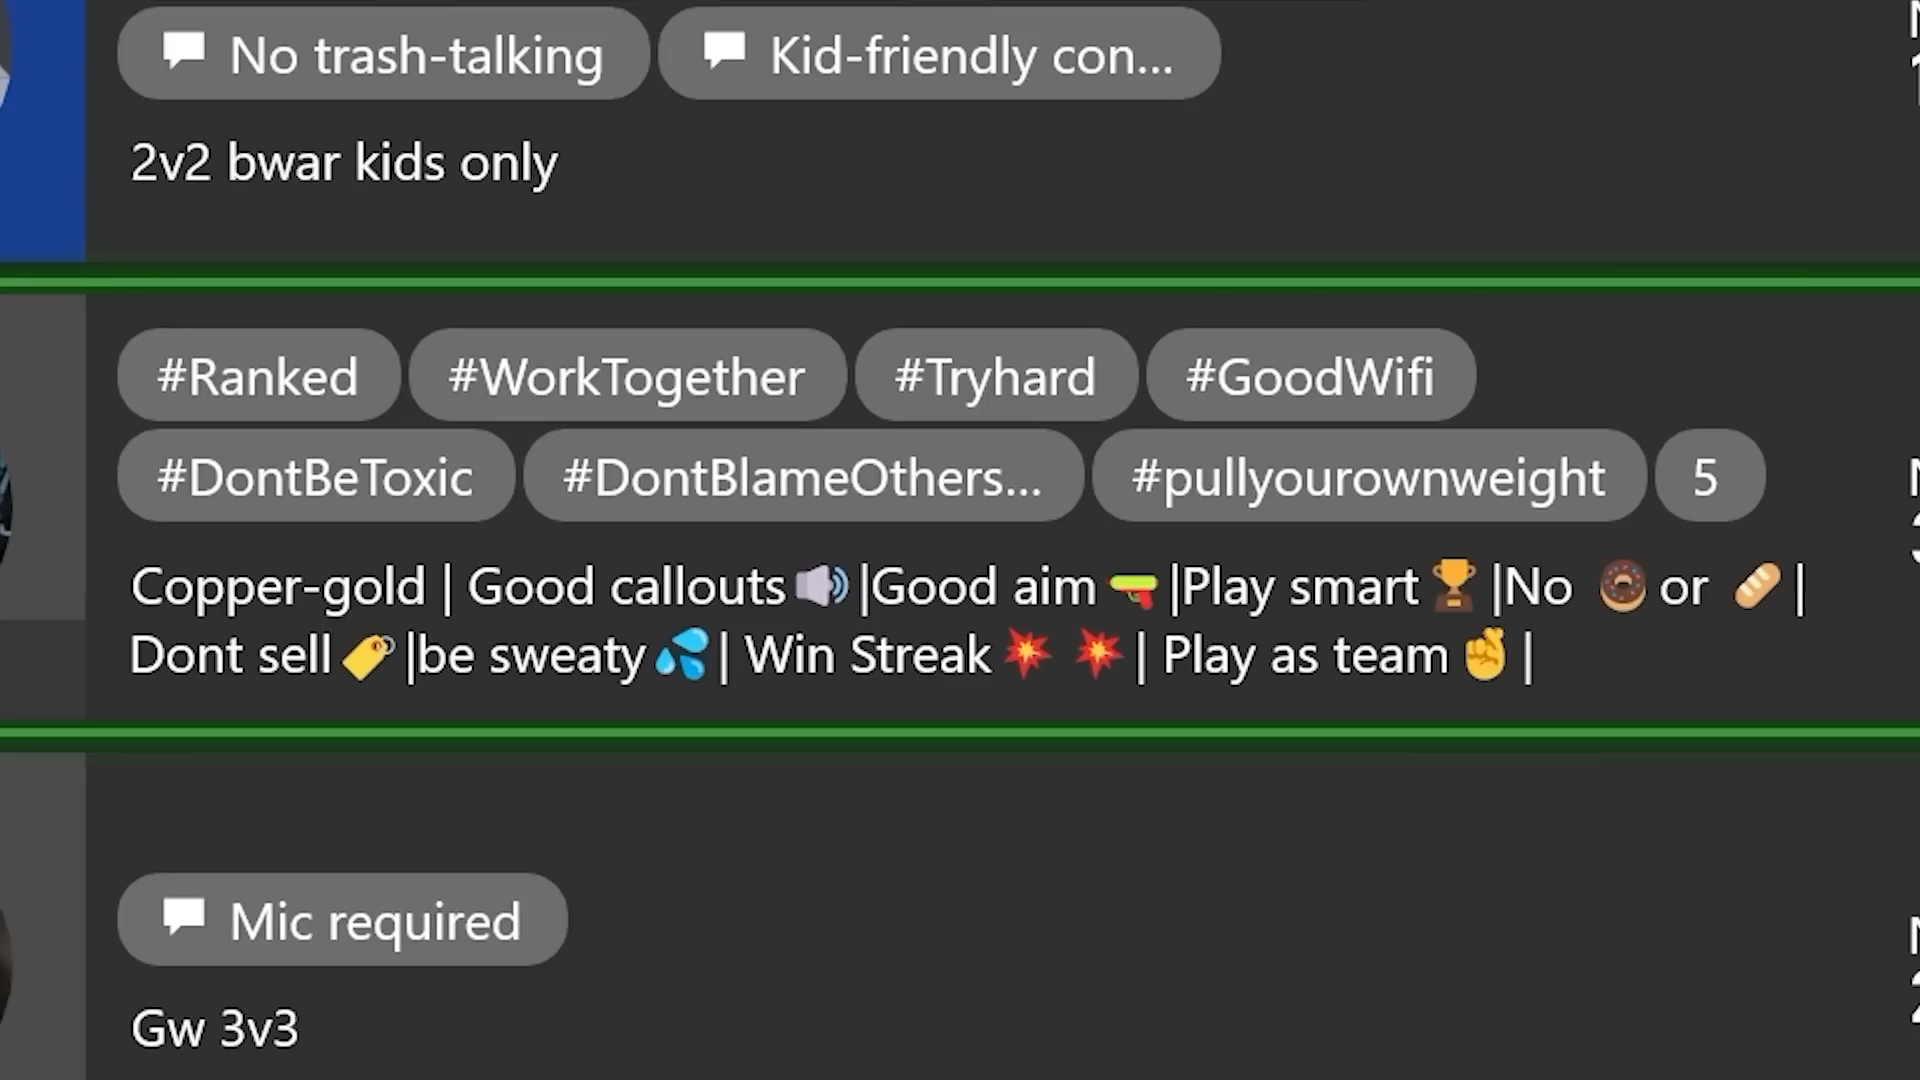 No trash-talking Kid-friendly con...
2v2 bwar kids only
#Ranked #WorkTogether #Tryhard #GoodWifi
#DontBeToxic #DontBlameOthers... #pullyourownweight 5
Copper-gold | Good callouts🔊|Good aim🔫|Play smart🏆|No 🍩or 🥖|
Dont sell🏷️|be sweaty💦| Win Streak💥 💥| Play as team🤞|
Mic required
Gw 3v3